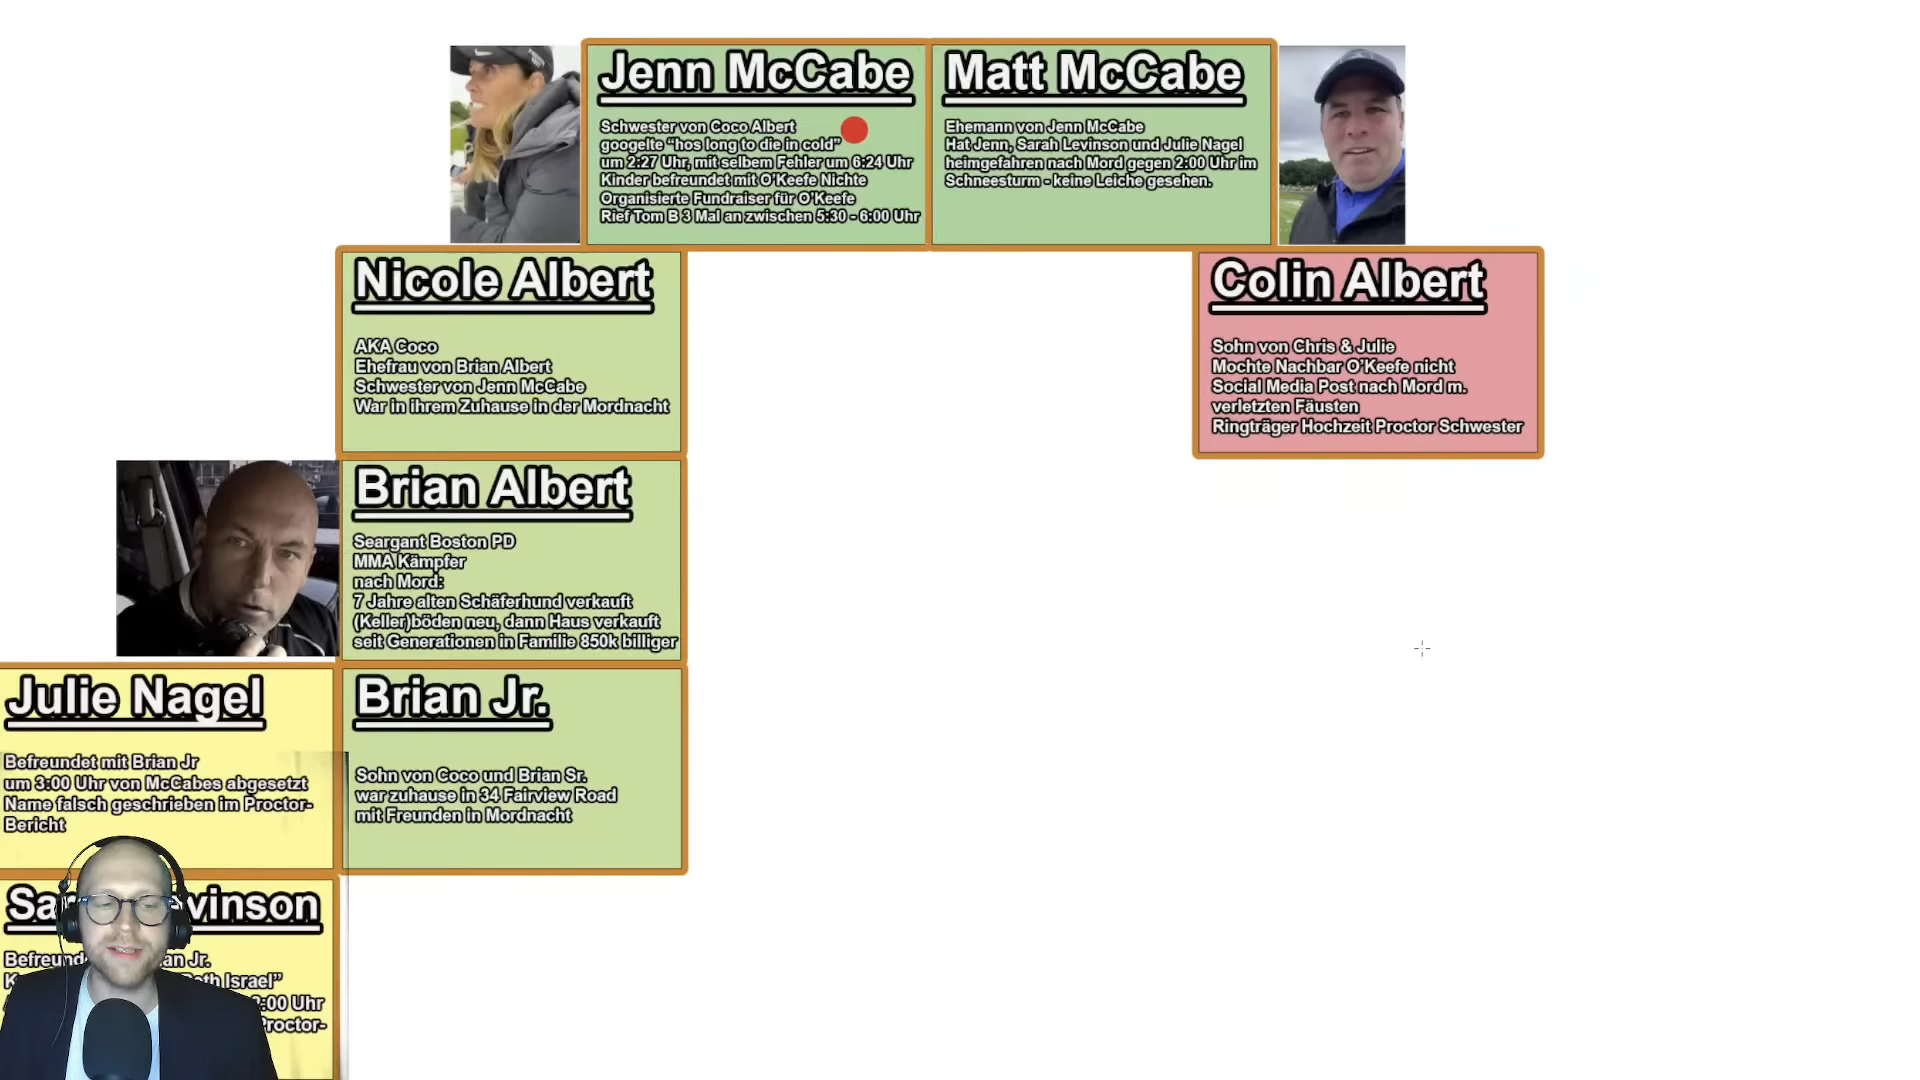 Jenn McCabe
Schwester von Coco Albert
googelte "hos long to die in cold"
um 2:27 Uhr, mit selbem Fehler um 6:24 Uhr
Kinder befreundet mit O'Keefe Nichte
Organisierte Fundraiser für O'Keefe
Rief Tom B 3 Mal an zwischen 5:30 - 6:00 Uhr
Matt McCabe
Ehemann von Jenn McCabe
Hat Jenn, Sarah Levinson und Julie Nagel
heimgefahren nach Mord gegen 2:00 Uhr im
Schneesturm - keine Leiche gesehen.
Nicole Albert
AKA Coco
Ehefrau von Brian Albert
Schwester von Jenn McCabe
War in ihrem Zuhause in der Mordnacht
Colin Albert
Sohn von Chris & Julie
Mochte Nachbar O'Keefe nicht
Social Media Post nach Mord m.
verletzten Fäusten
Ringträger Hochzeit Proctor Schwester
Brian Albert
Seargant Boston PD
MMA Kämpfer
nach Mord:
7 Jahre alten Schäferhund verkauft
(Keller)böden neu, dann Haus verkauft
seit Generationen in Familie 850k billiger
Julie Nagel
Befreundet mit Brian Jr
um 3:00 Uhr von McCabes abgesetzt
Name falsch geschrieben im Proctor-
Bericht
Brian Jr.
Sohn von Coco und Brian Sr.
war zuhause in 34 Fairview Road
mit Freunden in Mordnacht
Jr.
Israel"
:00 Uhr
Proctor-